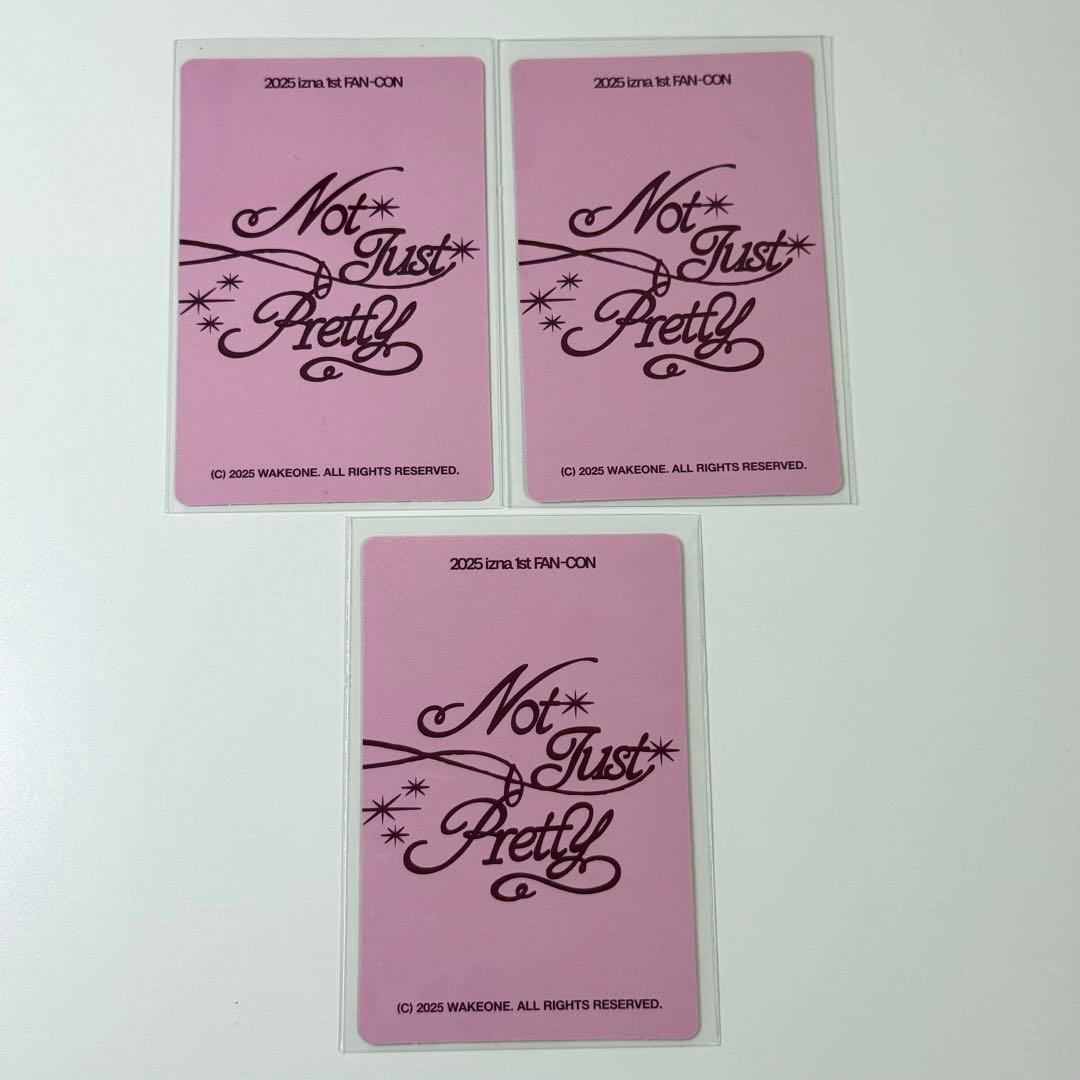 2025 izna 1st FAN-CON
Not
Just
Pretty
(C) 2025 WAKEONE. ALL RIGHTS RESERVED.
2025 izna 1st FAN-CON
Not
Just
Pretty
(C) 2025 WAKEONE. ALL RIGHTS RESERVED.
2025 izna 1st FAN-CON
Not
Just
Pretty
(C) 2025 WAKEONE. ALL RIGHTS RESERVED.